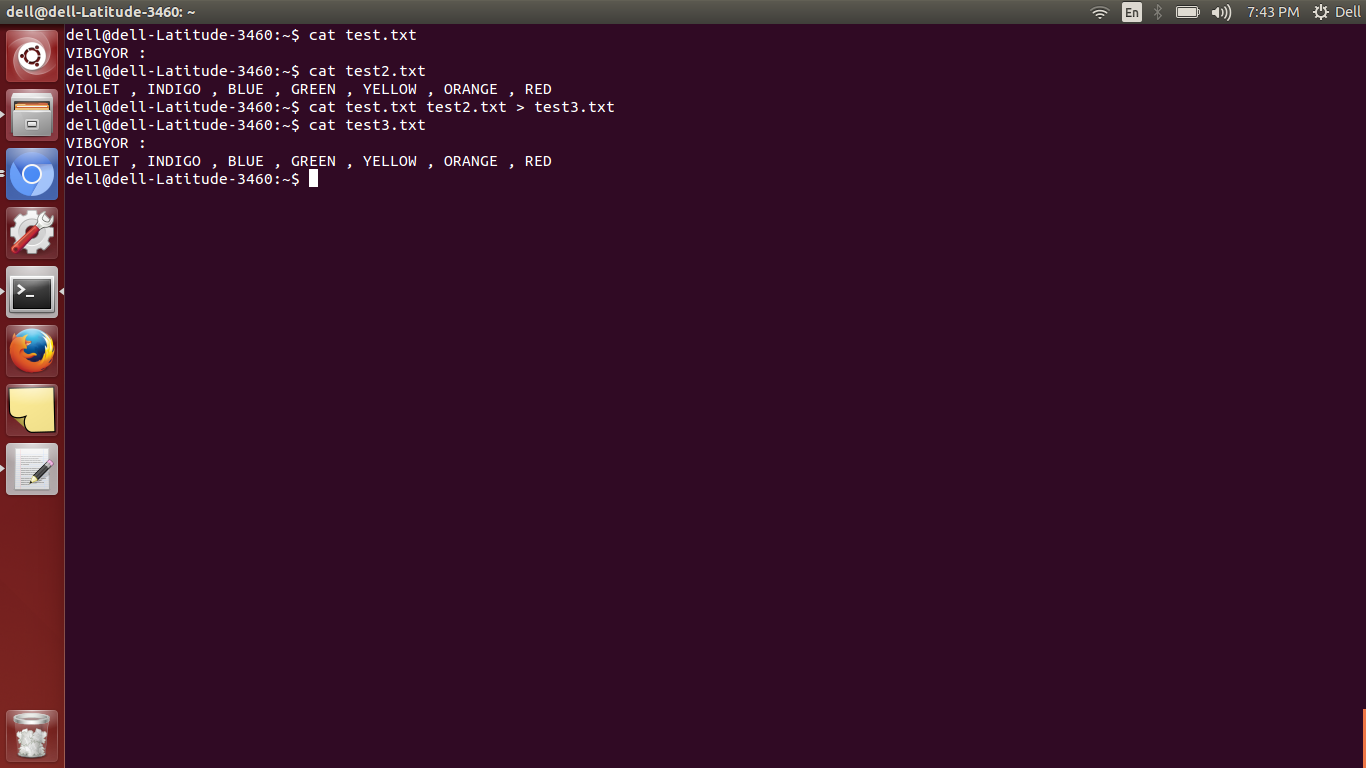 dell@dell-Latitude-3460: ~
En
7:43 PM
Dell
dell@dell-Latitude-3460:~$ cat test.txt
VIBGYOR :
dell@dell-Latitude-3460:~$ cat test2.txt
VIOLET , INDIGO , BLUE , GREEN , YELLOW , ORANGE , RED
dell@dell-Latitude-3460:~$ cat test.txt test2.txt > test3.txt
dell@dell-Latitude-3460:~$ cat test3.txt
VIBGYOR :
VIOLET , INDIGO , BLUE , GREEN , YELLOW , ORANGE , RED
dell@dell-Latitude-3460:~$